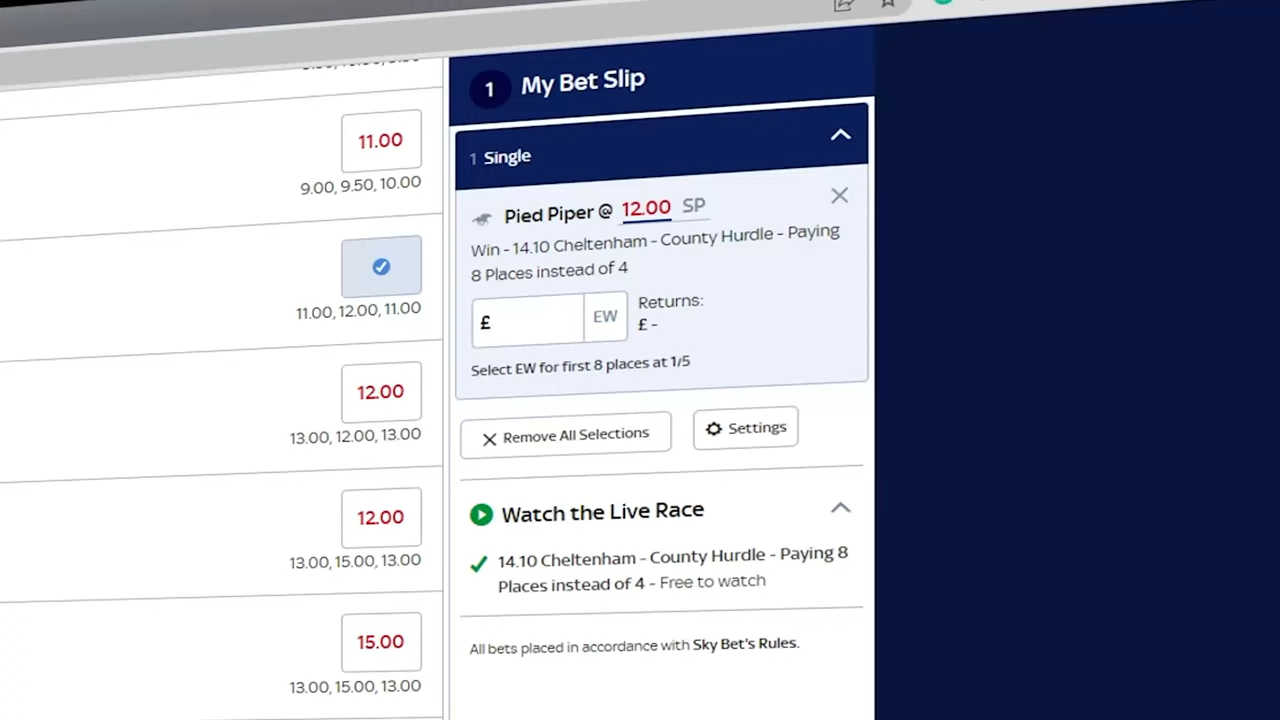 11.00
9.00, 9.50, 10.00
11.00, 12.00, 11.00
12.00
13.00, 12.00, 13.00
12.00
13.00, 15.00, 13.00
15.00
13.00, 15.00, 13.00
1 My Bet Slip
1 Single
Pied Piper @ 12.00 SP
Win - 14.10 Cheltenham - County Hurdle - Paying
8 Places instead of 4
£ EW
Returns:
£ -
Select EW for first 8 places at 1/5
Remove All Selections
Settings
Watch the Live Race
14.10 Cheltenham - County Hurdle - Paying 8
Places instead of 4 - Free to watch
All bets placed in accordance with Sky Bet's Rules.